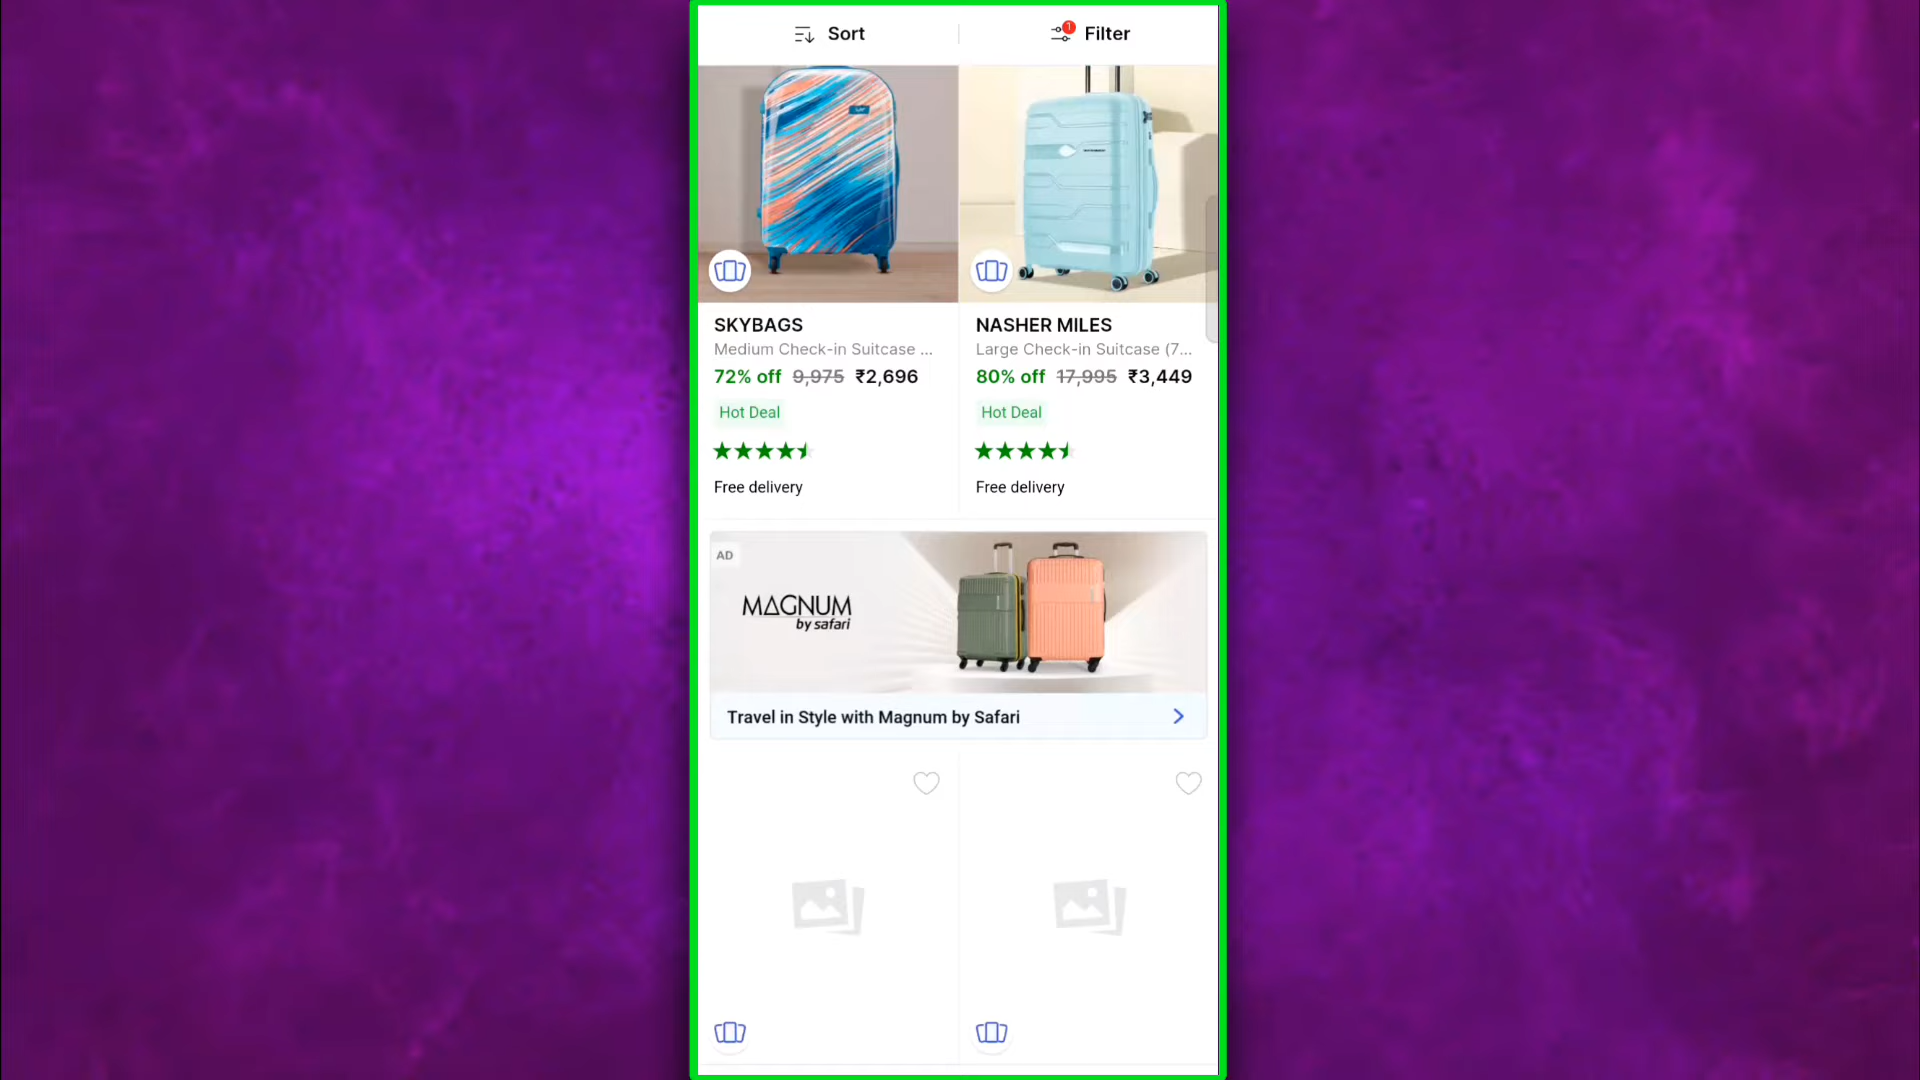 Sort
1
Filter
SKYBAGS
Medium Check-in Suitcase ...
72% off 9,975 ₹2,696
Hot Deal
Free delivery
NASHER MILES
Large Check-in Suitcase (7...
80% off 17,995 ₹3,449
Hot Deal
Free delivery
AD
MAGNUM
by safari
Travel in Style with Magnum by Safari